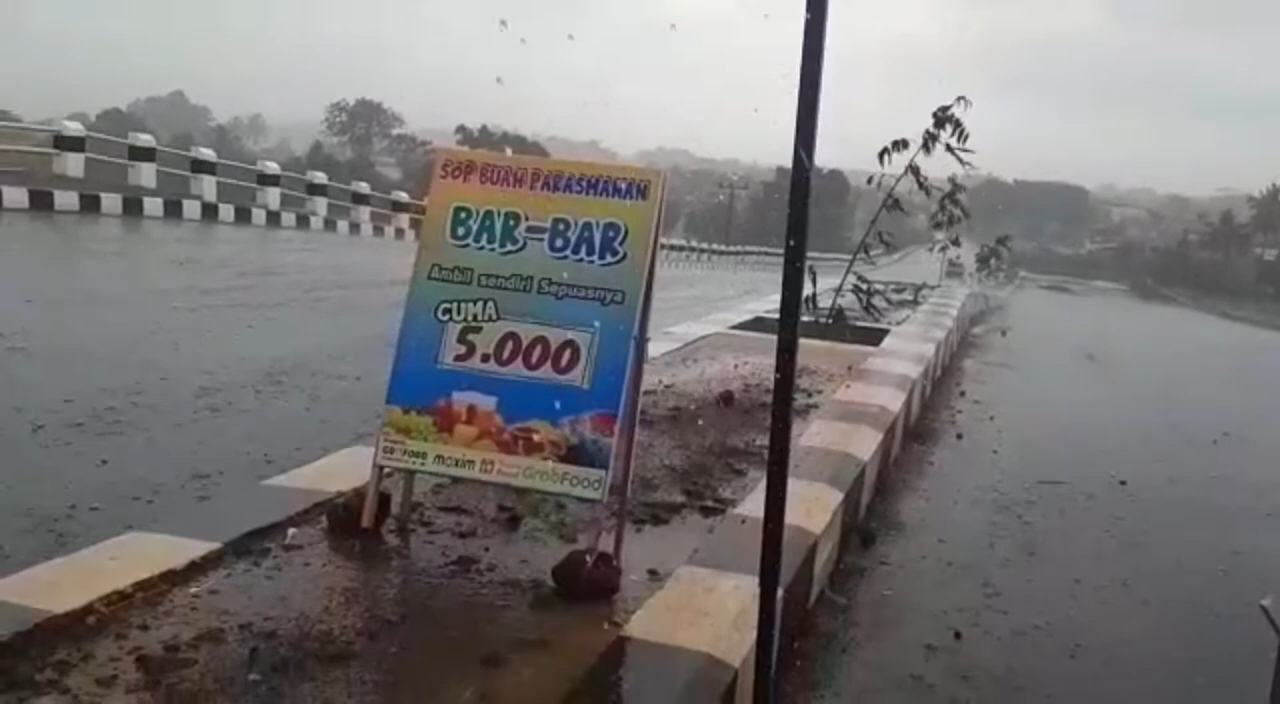 SOP BUAH PARASMANAN
BAR-BAR
Ambil sendiri Sepuasnya
CUMA
5.000
GOFOOD maxim GrabFood